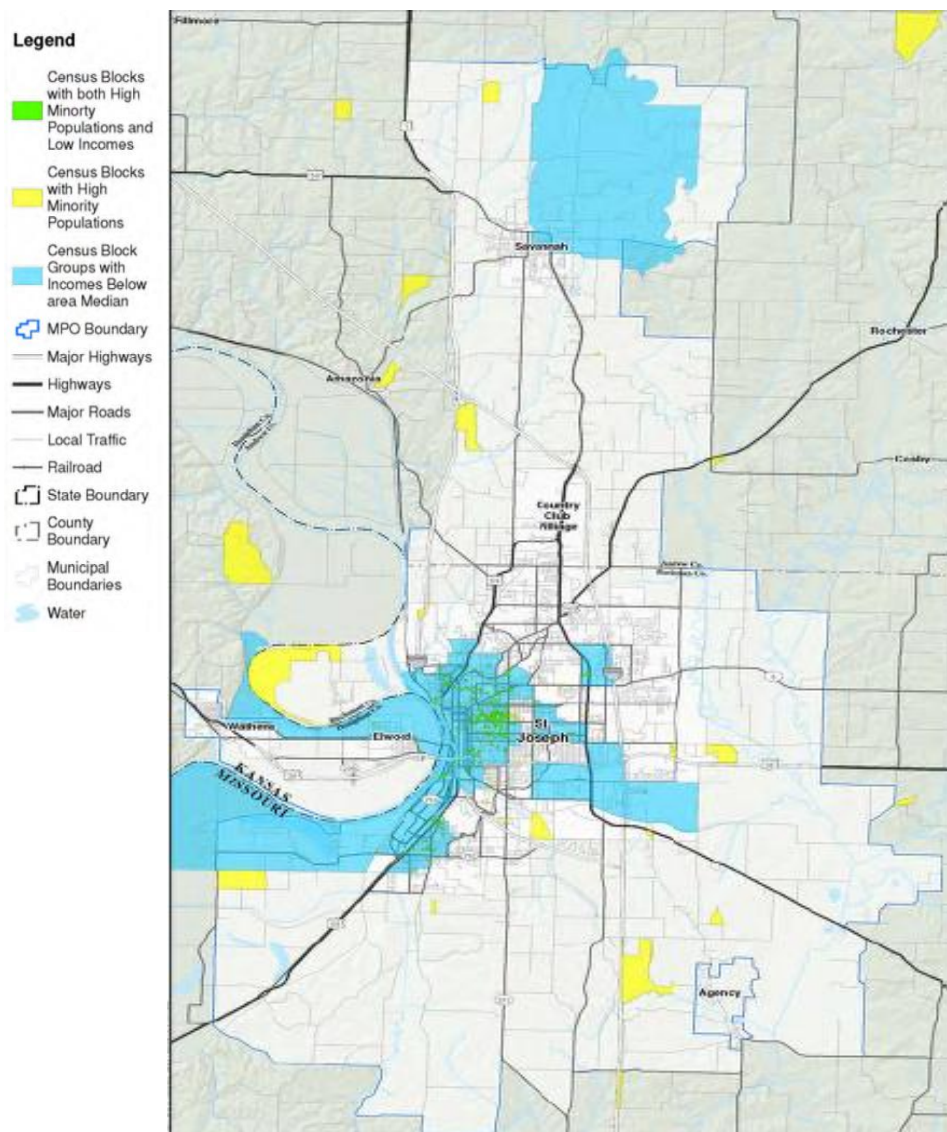 Legend
Census Blocks
with both High
Minorty
Populations and
Low Incomes
Census Blocks
with High
Minority
Populations
Census Block
Groups with
Incomes Below
area Median
MPO Boundary
Major Highways
Highways
Major Roads
Local Traffic
Railroad
State Boundary
County
Boundary
Municipal
Boundaries
Water
Fillmore
Savannah
Rochester
Amazonia
Cosby
Country
Club
Village
St.
Joseph
Wathena
Elwood
KANSAS
MISSOURI
Agency